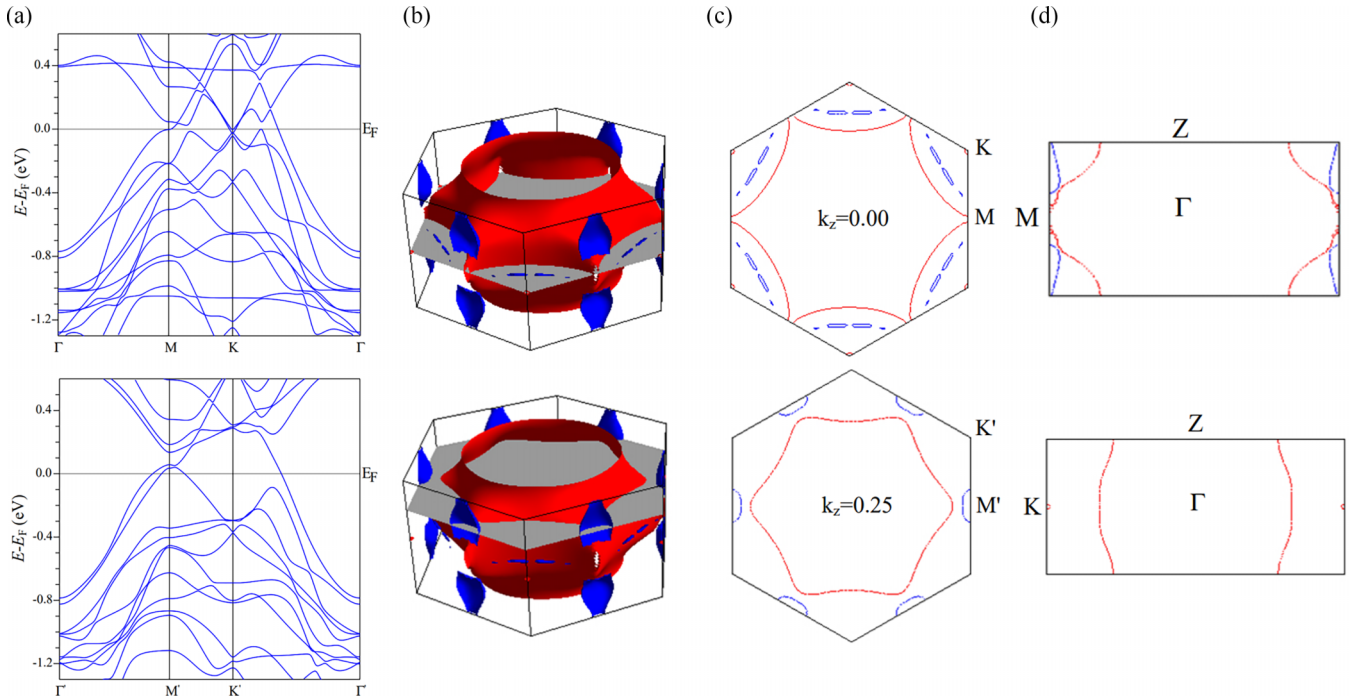 (a)
(b)
(c)
(d)
E-E_F (eV)
0.4
0.0
-0.4
-0.8
-1.2
E_F
Γ
M
K
Γ
K
M
k_z=0.00
Z
M
Γ
E-E_F (eV)
0.4
0.0
-0.4
-0.8
-1.2
E_F
Γ'
M'
K'
Γ'
K'
M'
k_z=0.25
Z
K
Γ